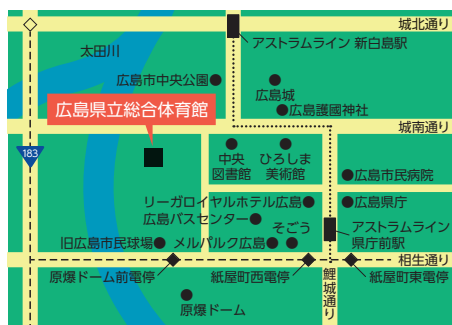 城北通り
太田川
アストラムライン 新白島駅
広島市中央公園
広島城
広島県立総合体育館
広島護國神社
城南通り
183
中央
図書館
ひろしま
美術館
広島市民病院
リーガロイヤルホテル広島
広島県庁
広島バスセンター
そごう
アストラムライン
県庁前駅
旧広島市民球場
メルパルク広島
相生通り
原爆ドーム前電停
紙屋町西電停
鯉城通り
紙屋町東電停
原爆ドーム